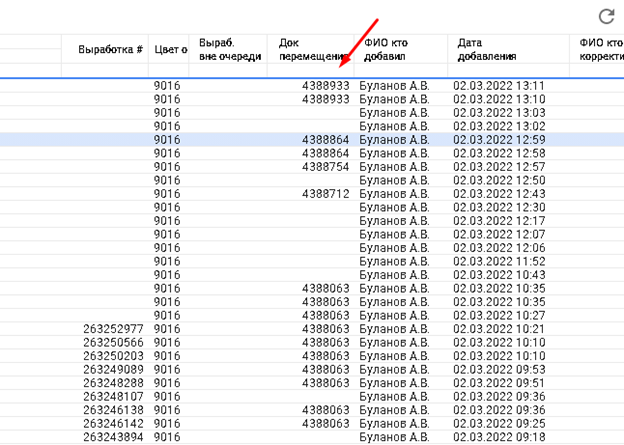 Выработка # Цвет о Выраб. вне очереди Док перемещения ФИО кто добавил Дата добавления ФИО кто корректи
9016 4388933 Буланов А.В. 02.03.2022 13:11
9016 4388933 Буланов А.В. 02.03.2022 13:10
9016 Буланов А.В. 02.03.2022 13:03
9016 Буланов А.В. 02.03.2022 13:02
9016 4388864 Буланов А.В. 02.03.2022 12:59
9016 4388864 Буланов А.В. 02.03.2022 12:58
9016 4388754 Буланов А.В. 02.03.2022 12:57
9016 Буланов А.В. 02.03.2022 12:50
9016 4388712 Буланов А.В. 02.03.2022 12:43
9016 Буланов А.В. 02.03.2022 12:30
9016 Буланов А.В. 02.03.2022 12:17
9016 Буланов А.В. 02.03.2022 12:07
9016 Буланов А.В. 02.03.2022 12:06
9016 Буланов А.В. 02.03.2022 11:52
9016 Буланов А.В. 02.03.2022 10:43
9016 4388063 Буланов А.В. 02.03.2022 10:35
9016 4388063 Буланов А.В. 02.03.2022 10:35
9016 4388063 Буланов А.В. 02.03.2022 10:27
263252977 9016 4388063 Буланов А.В. 02.03.2022 10:21
263250566 9016 4388063 Буланов А.В. 02.03.2022 10:10
263250203 9016 4388063 Буланов А.В. 02.03.2022 10:10
263249089 9016 4388063 Буланов А.В. 02.03.2022 09:53
263248288 9016 4388063 Буланов А.В. 02.03.2022 09:51
263248107 9016 Буланов А.В. 02.03.2022 09:36
263246138 9016 4388063 Буланов А.В. 02.03.2022 09:36
263246142 9016 4388063 Буланов А.В. 02.03.2022 09:25
263243894 9016 Буланов А.В. 02.03.2022 09:18